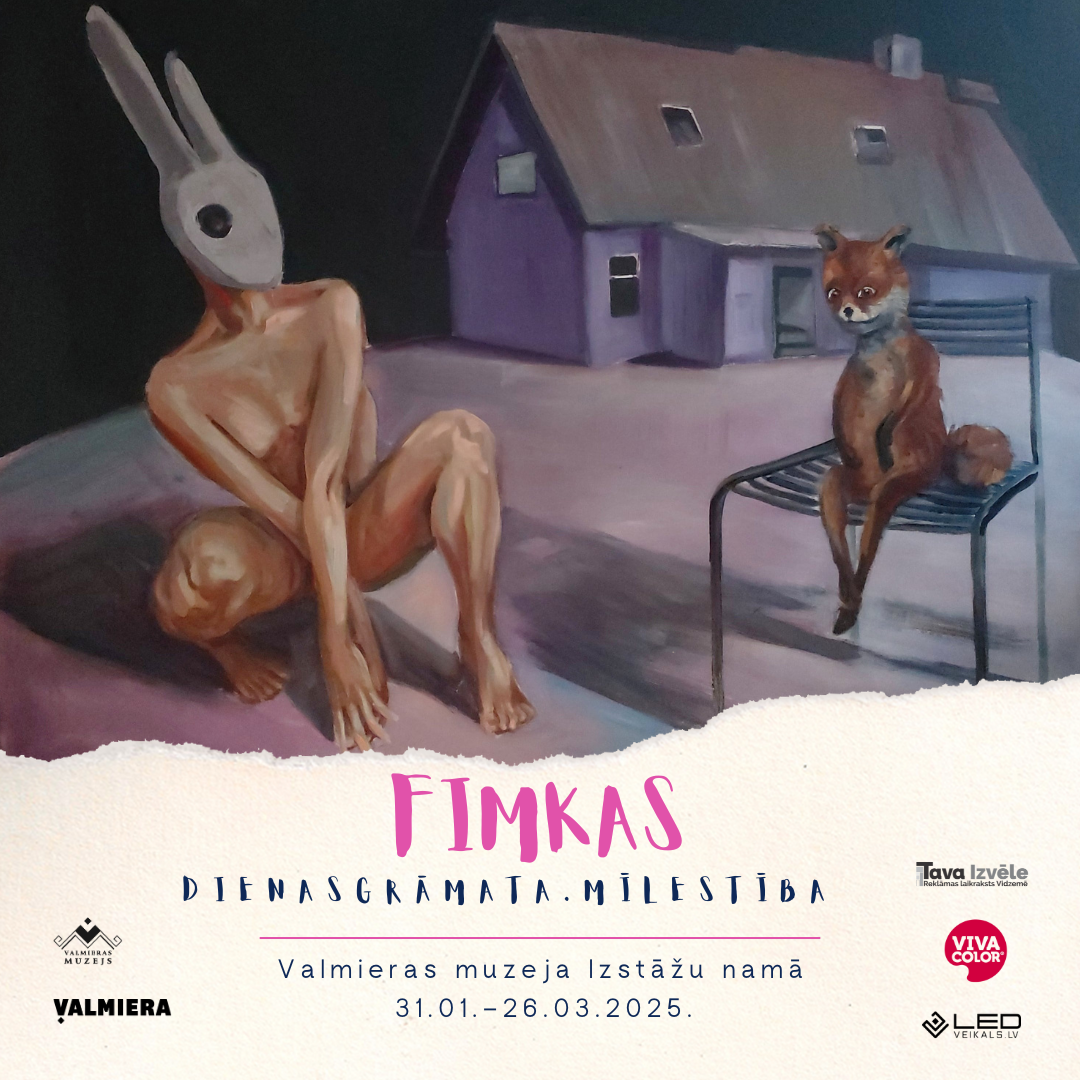 FIMKAS
DIENASGRĀMATA.MĪLESTĪBA
Valmieras muzeja Izstāžu namā
31.01.–26.03.2025.
VALMIERAS
MUZEJS
VALMIERA
Tava Izvēle
Reklāmas laikraksts Vidzemē
VIVA
COLOR®
LED
VEIKALS.LV